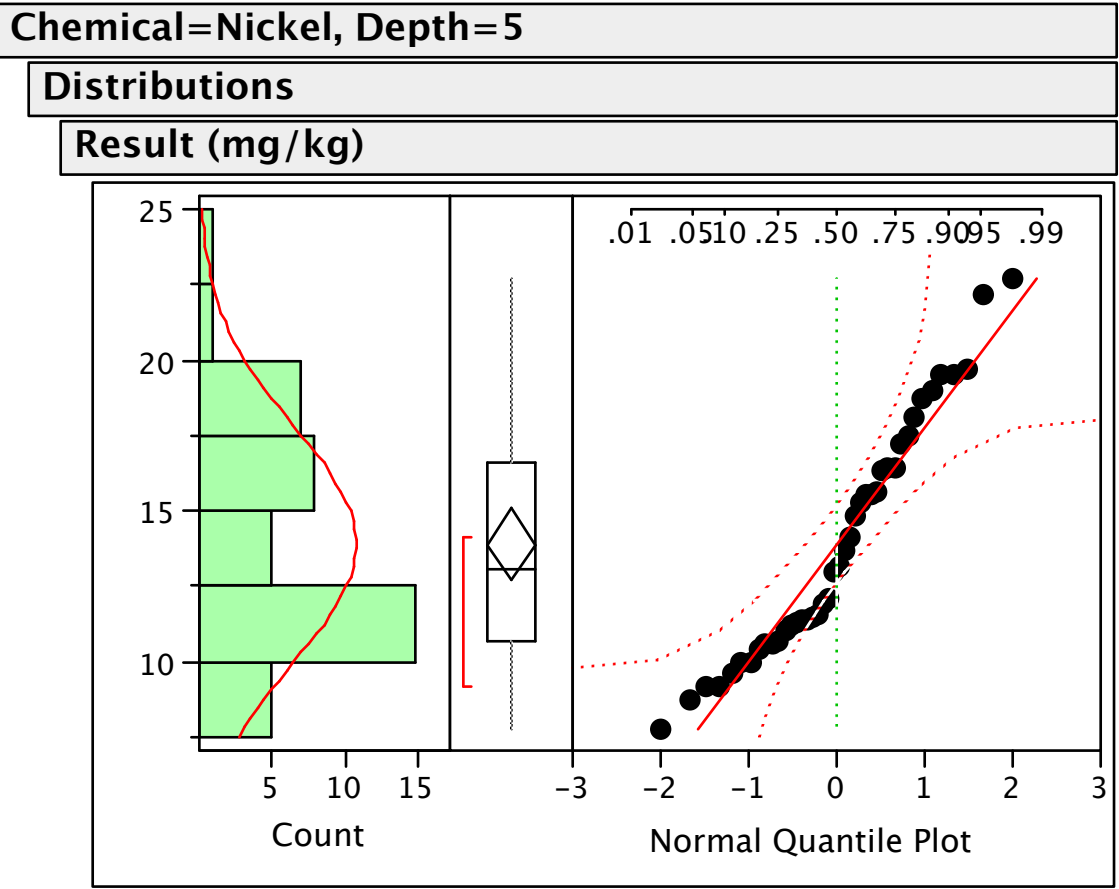 Chemical=Nickel, Depth=5
Distributions
Result (mg/kg)
25
20
15
10
.01 .05 .10 .25 .50 .75 .90 .95 .99
5 10 15
-3 -2 -1 0 1 2 3
Count
Normal Quantile Plot